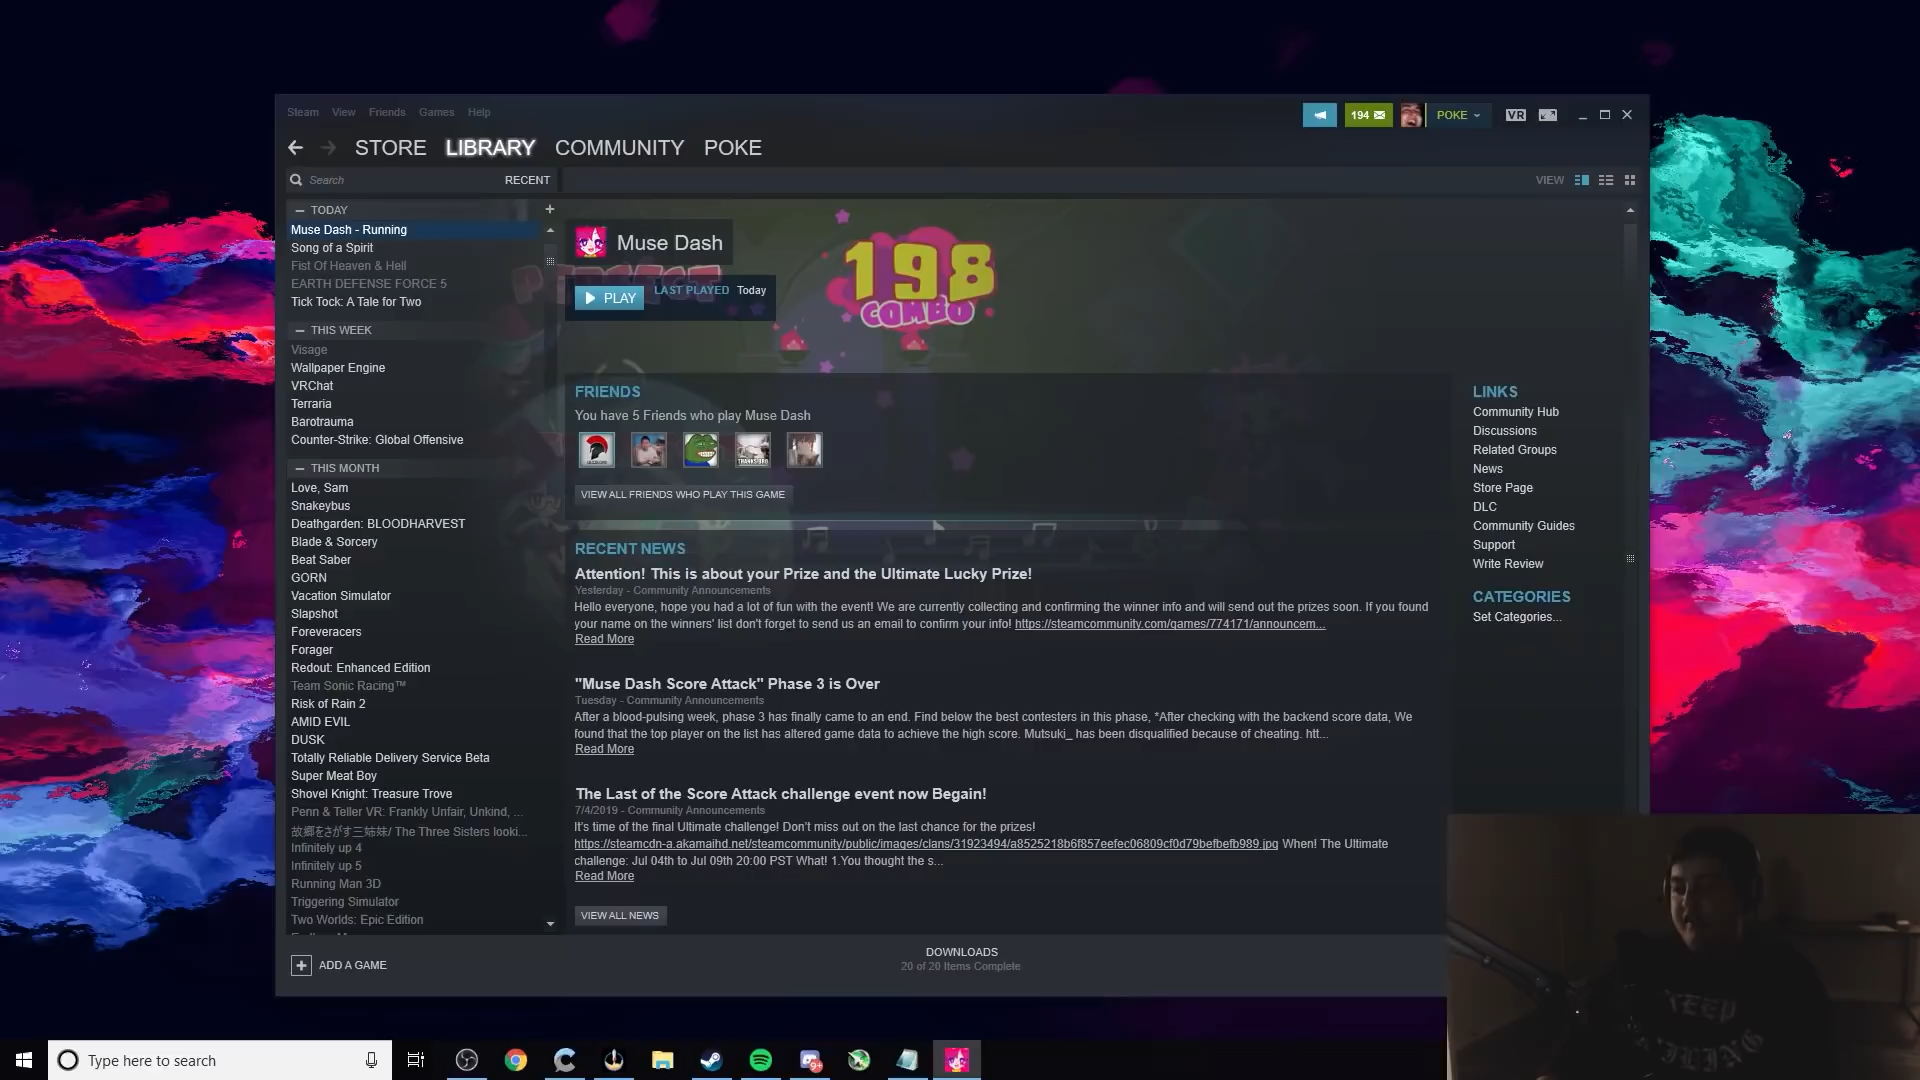 Steam View Friends Games Help
194
POKE
VR
STORE LIBRARY COMMUNITY POKE
Search
RECENT
VIEW
TODAY
Muse Dash - Running
Song of a Spirit
Fist Of Heaven & Hell
EARTH DEFENSE FORCE 5
Tick Tock: A Tale for Two
THIS WEEK
Visage
Wallpaper Engine
VRChat
Terraria
Barotrauma
Counter-Strike: Global Offensive
THIS MONTH
Love, Sam
Snakeybus
Deathgarden: BLOODHARVEST
Blade & Sorcery
Beat Saber
GORN
Vacation Simulator
Slapshot
Foreveracers
Forager
Redout: Enhanced Edition
Team Sonic Racing™
Risk of Rain 2
AMID EVIL
DUSK
Totally Reliable Delivery Service Beta
Super Meat Boy
Shovel Knight: Treasure Trove
Penn & Teller VR: Frankly Unfair, Unkind, ...
故郷をさがす三姉妹/ The Three Sisters looki...
Infinitely up 4
Infinitely up 5
Running Man 3D
Triggering Simulator
Two Worlds: Epic Edition
Muse Dash
PERFECT
198
COMBO
PLAY
LAST PLAYED Today
FRIENDS
You have 5 Friends who play Muse Dash
VIEW ALL FRIENDS WHO PLAY THIS GAME
RECENT NEWS
Attention! This is about your Prize and the Ultimate Lucky Prize!
Yesterday - Community Announcements
Hello everyone, hope you had a lot of fun with the event! We are currently collecting and confirming the winner info and will send out the prizes soon. If you found
your name on the winners' list don't forget to send us an email to confirm your info! https://steamcommunity.com/games/774171/announcem...
Read More
"Muse Dash Score Attack" Phase 3 is Over
Tuesday - Community Announcements
After a blood-pulsing week, phase 3 has finally came to an end. Find below the best contesters in this phase, *After checking with the backend score data, We
found that the top player on the list has altered game data to achieve the high score. Mutsuki_ has been disqualified because of cheating. htt...
Read More
The Last of the Score Attack challenge event now Begain!
7/4/2019 - Community Announcements
It's time of the final Ultimate challenge! Don't miss out on the last chance for the prizes!
https://steamcdn-a.akamaihd.net/steamcommunity/public/images/clans/31923494/a8525218b6f857eefec06809cf0d79befbefb989.jpg When! The Ultimate
challenge: Jul 04th to Jul 09th 20:00 PST What! 1.You thought the s...
Read More
VIEW ALL NEWS
LINKS
Community Hub
Discussions
Related Groups
News
Store Page
DLC
Community Guides
Support
Write Review
CATEGORIES
Set Categories...
ADD A GAME
DOWNLOADS
20 of 20 Items Complete
KEEP
Type here to search
9+